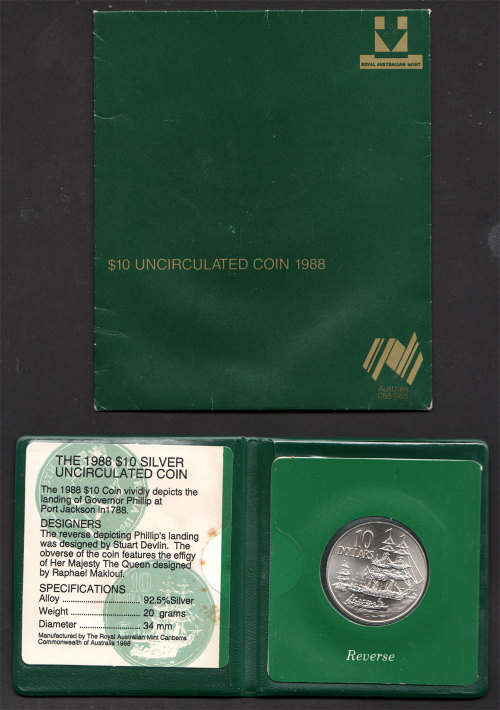 ROYAL AUSTRALIAN MINT
$10 UNCIRCULATED COIN 1988
Australia
1788-1988
THE 1988 $10 SILVER
UNCIRCULATED COIN
The 1988 $10 Coin vividly depicts the
landing of Governor Phillip at
Port Jackson in1788.
DESIGNERS
The reverse depicting Phillip's landing
was designed by Stuart Devlin. The
obverse of the coin features the effigy
of Her Majesty The Queen designed
by Raphael Maklouf.
SPECIFICATIONS
Alloy ........................ 92.5%Silver
Weight ..................... 20 grams
Diameter .................. 34 mm
Manufactured by The Royal Australian Mint Canberra
Commonwealth of Australia 1988
10
DOLLARS
Reverse